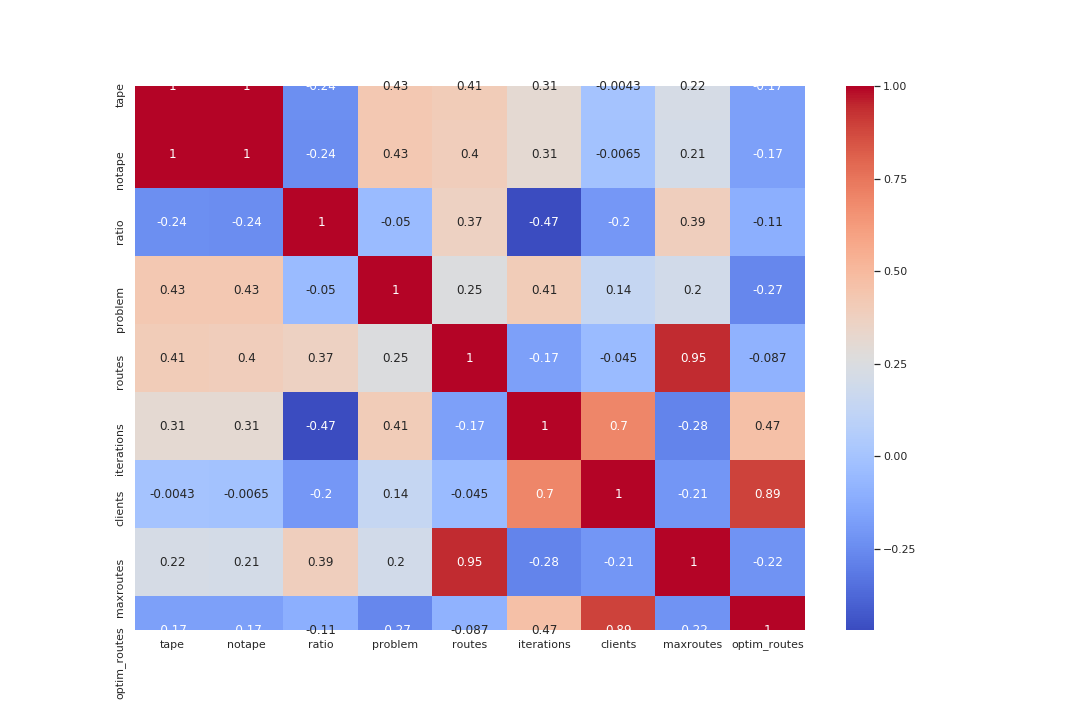 tape 1 1 -0.24 0.43 0.41 0.31 -0.0043 0.22 -0.17
notape 1 1 -0.24 0.43 0.4 0.31 -0.0065 0.21 -0.17
ratio -0.24 -0.24 1 -0.05 0.37 -0.47 -0.2 0.39 -0.11
problem 0.43 0.43 -0.05 1 0.25 0.41 0.14 0.2 -0.27
routes 0.41 0.4 0.37 0.25 1 -0.17 -0.045 0.95 -0.087
iterations 0.31 0.31 -0.47 0.41 -0.17 1 0.7 -0.28 0.47
clients -0.0043 -0.0065 -0.2 0.14 -0.045 0.7 1 -0.21 0.89
maxroutes 0.22 0.21 0.39 0.2 0.95 -0.28 -0.21 1 -0.22
optim_routes -0.17 -0.17 -0.11 -0.27 -0.087 0.47 0.89 -0.22 1
tape notape ratio problem routes iterations clients maxroutes optim_routes
1.00
0.75
0.50
0.25
0.00
−0.25